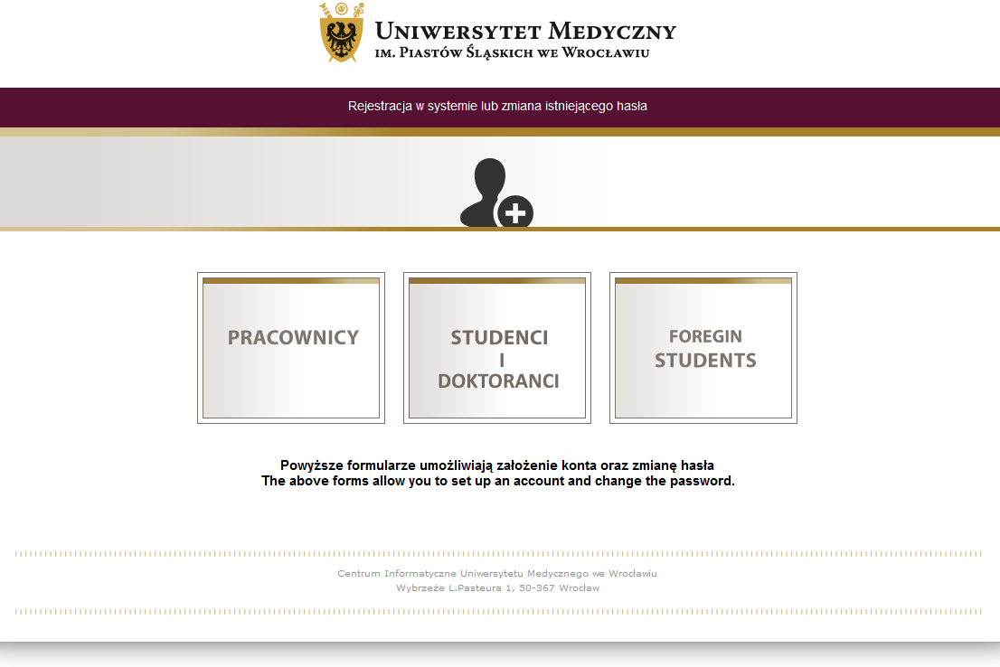 Uniwersytet Medyczny
im. Piastów Śląskich we Wrocławiu
Rejestracja w systemie lub zmiana istniejącego hasła
PRACOWNICY
STUDENCI
I
DOKTORANCI
FOREGIN
STUDENTS
Powyższe formularze umożliwiają założenie konta oraz zmianę hasła
The above forms allow you to set up an account and change the password.
Centrum Informatyczne Uniwersytetu Medycznego we Wrocławiu
Wybrzeże L.Pasteura 1, 50-367 Wrocław